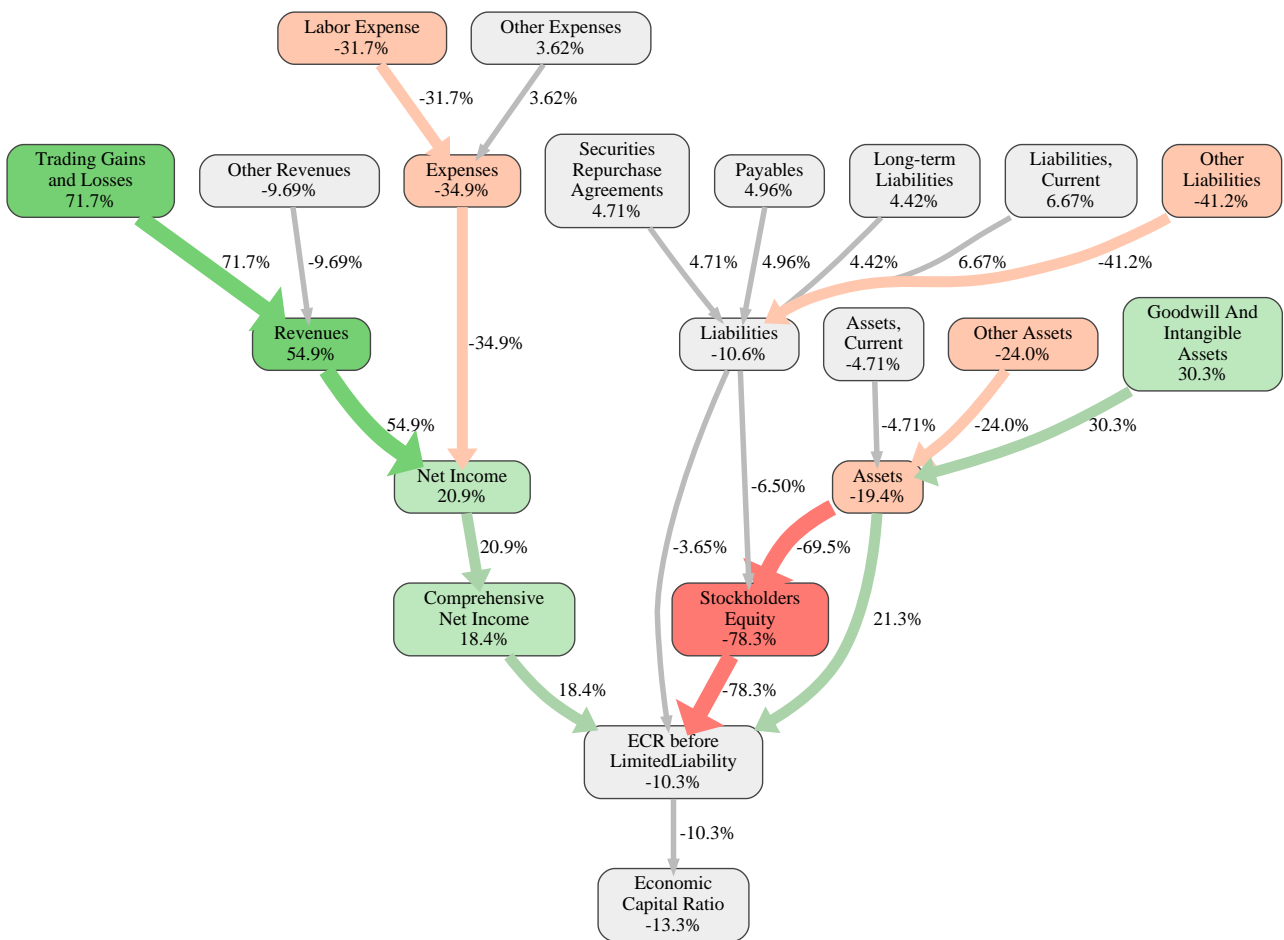 Labor Expense
-31.7%
Other Expenses
3.62%
-31.7%
3.62%
Trading Gains
and Losses
71.7%
Other Revenues
-9.69%
Expenses
-34.9%
Securities
Repurchase
Agreements
4.71%
Payables
4.96%
Long-term
Liabilities
4.42%
Liabilities,
Current
6.67%
Other
Liabilities
-41.2%
71.7%
-9.69%
4.71%
4.96%
4.42%
6.67%
-41.2%
Revenues
54.9%
-34.9%
Liabilities
-10.6%
Assets,
Current
-4.71%
Other Assets
-24.0%
Goodwill And
Intangible
Assets
30.3%
54.9%
-4.71%
-24.0%
30.3%
Net Income
20.9%
-6.50%
Assets
-19.4%
20.9%
-3.65%
-69.5%
Comprehensive
Net Income
18.4%
Stockholders
Equity
-78.3%
21.3%
18.4%
-78.3%
ECR before
LimitedLiability
-10.3%
-10.3%
Economic
Capital Ratio
-13.3%